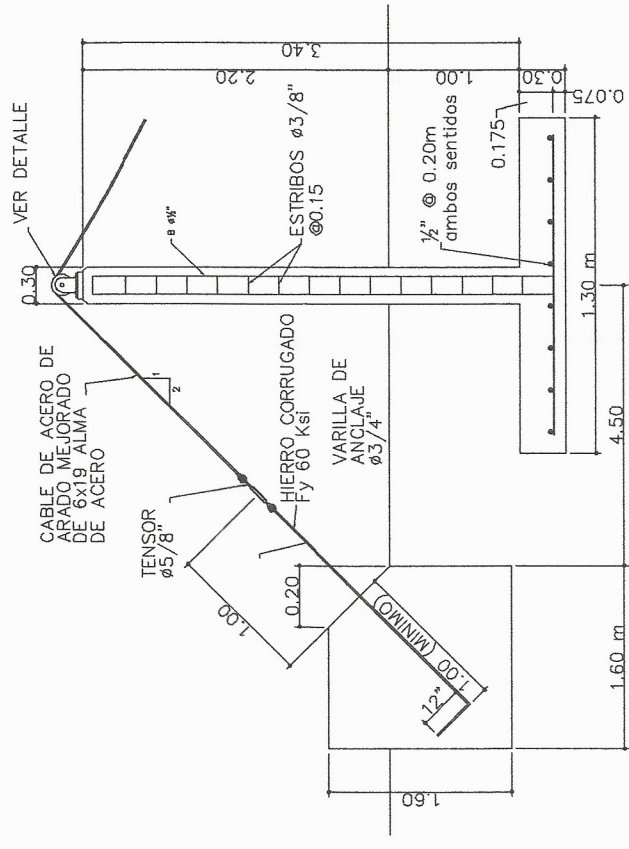 VER DETALLE
0.30
CABLE DE ACERO DE
ARADO MEJORADO
DE 6x19 ALMA
DE ACERO
1
2
TENSOR
ø5/8"
HIERRO CORRUGADO
Fy 60 Ksi
VARILLA DE
ANCLAJE
ø3/4"
1.00
0.20
1.00 (MINIMO)
12"
1.60
1.60 m
4.50
1.30 m
8 ø½"
ESTRIBOS ø3/8"
@0.15
½" @ 0.20m
ambos sentidos
0.175
2.20
3.40
1.00
0.30
0.075